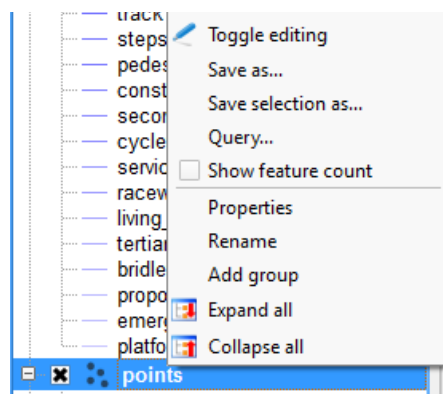 track
steps
pedes
const
secon
cycle
servic
racew
living_
tertiar
bridle
propo
emerg
platfo
points
Toggle editing
Save as...
Save selection as...
Query...
Show feature count
Properties
Rename
Add group
Expand all
Collapse all